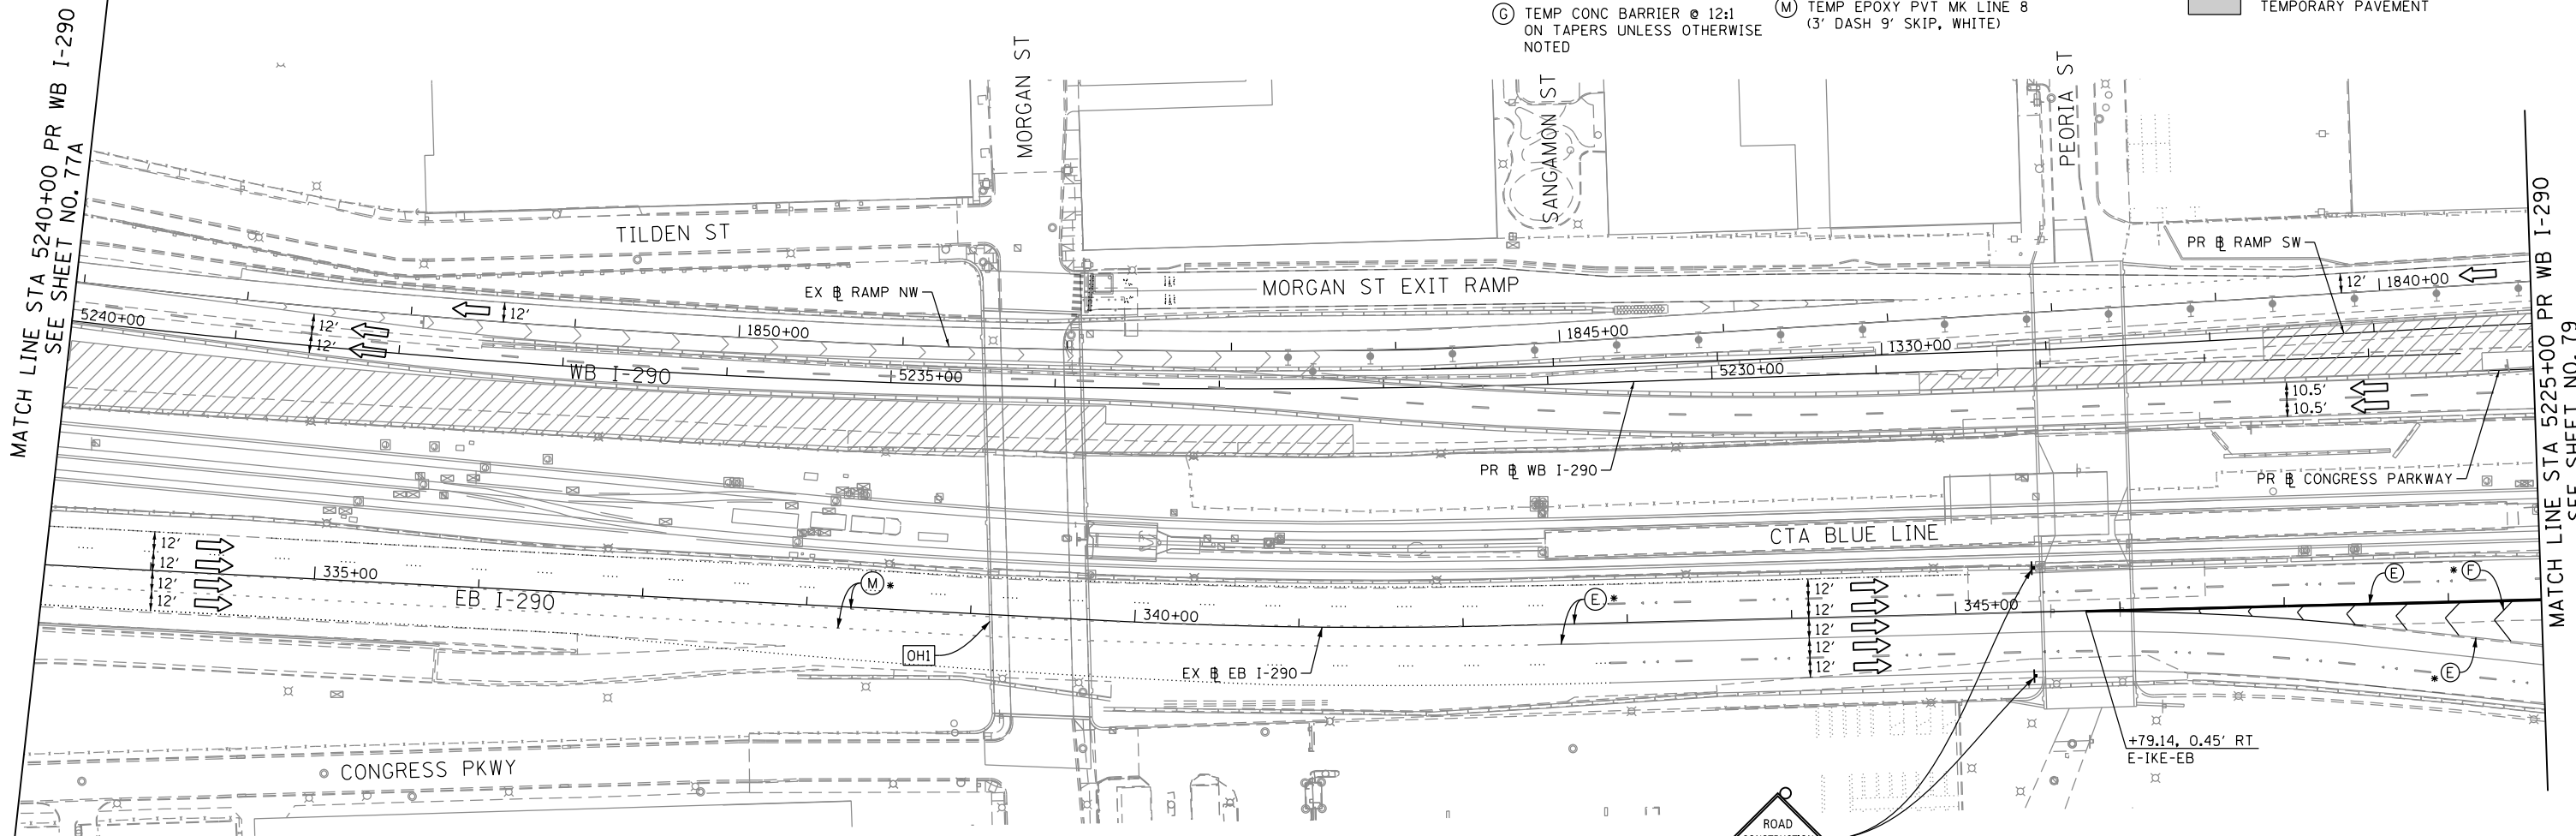 G TEMP CONC BARRIER @ 12:1
ON TAPERS UNLESS OTHERWISE
NOTED
M TEMP EPOXY PVT MK LINE 8
(3' DASH 9' SKIP, WHITE)
TEMPORARY PAVEMENT
MATCH LINE STA 5240+00 PR WB I-290
SEE SHEET NO. 77A
MORGAN ST
SANGAMON ST
PEORIA ST
TILDEN ST
PR ⅊ RAMP SW
MORGAN ST EXIT RAMP
12'
1840+00
EX ⅊ RAMP NW
5240+00
12'
12'
12'
1850+00
1845+00
1330+00
WB I-290
5235+00
5230+00
10.5'
10.5'
PR ⅊ WB I-290
PR ⅊ CONGRESS PARKWAY
CTA BLUE LINE
12'
12'
12'
12'
335+00
EB I-290
M *
E *
340+00
345+00
12'
12'
12'
12'
12'
E
* F
* E
OH1
EX ⅊ EB I-290
+79.14, 0.45' RT
E-IKE-EB
CONGRESS PKWY
ROAD
MATCH LINE STA 5225+00 PR WB I-290
SEE SHEET NO. 79